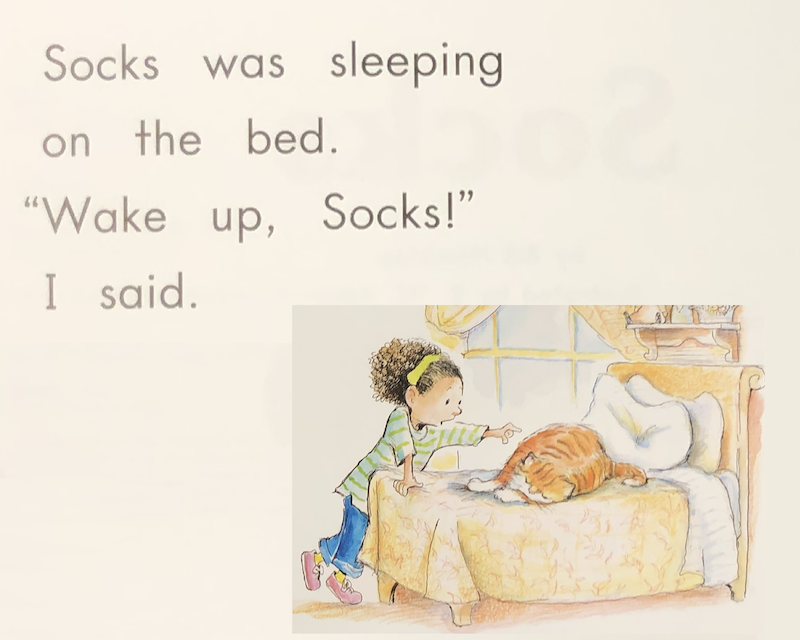 Socks was sleeping
on the bed.
“Wake up, Socks!”
I said.